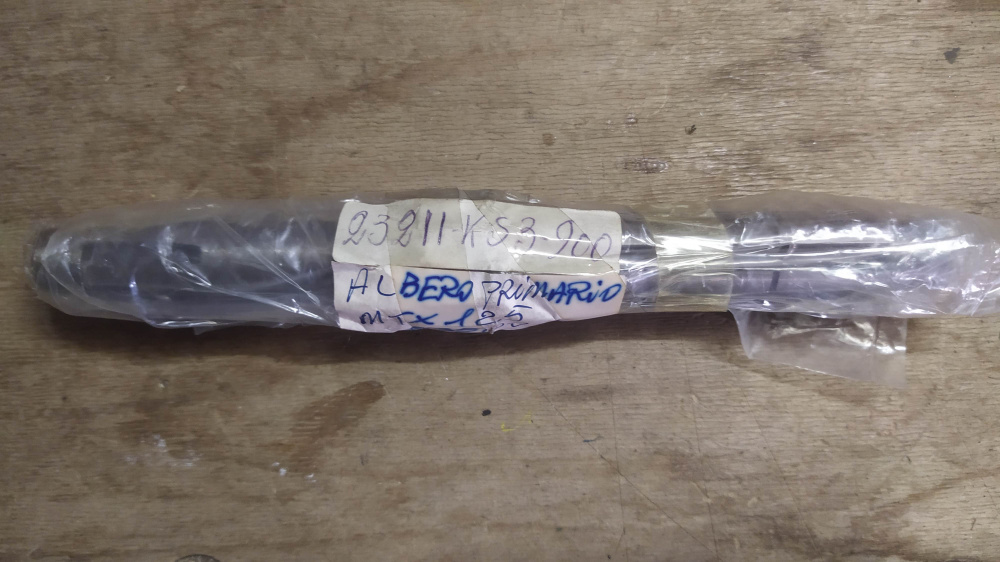 23211-KS3-900
ALBERO PRIMARIO
MTX 125